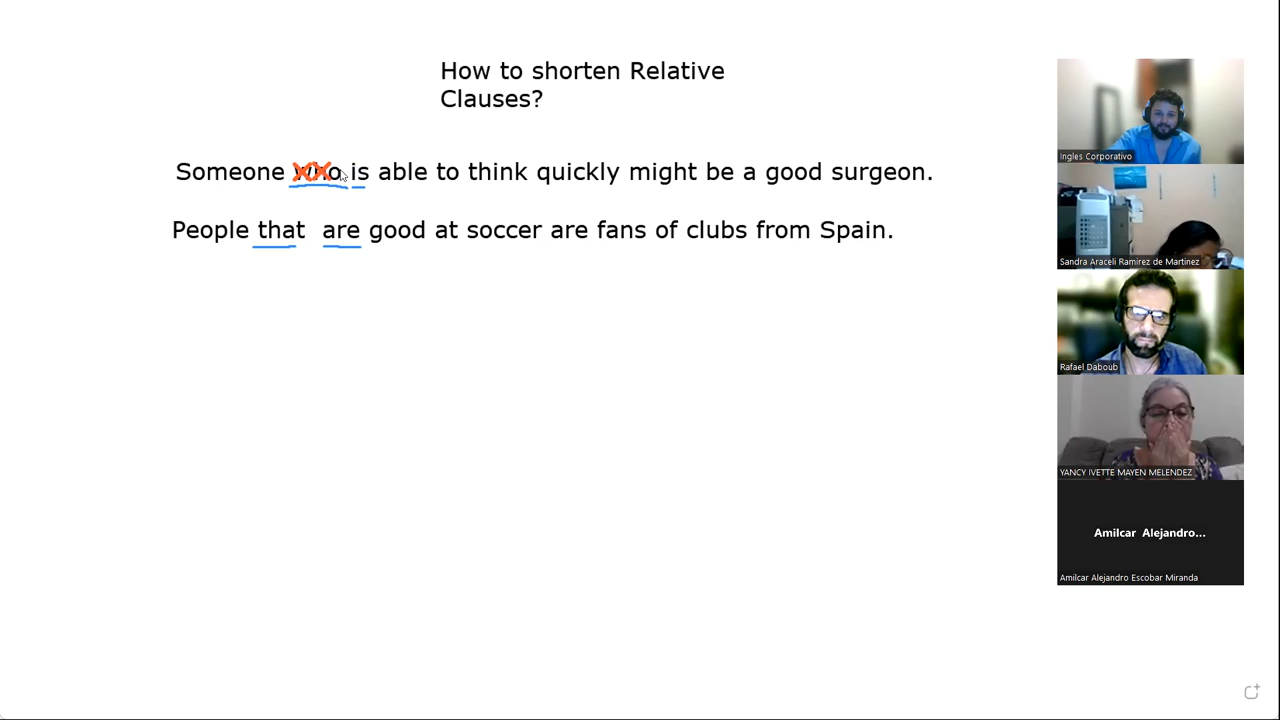 How to shorten Relative
Clauses?
Someone who is able to think quickly might be a good surgeon.
People that are good at soccer are fans of clubs from Spain.
Ingles Corporativo
Sandra Araceli Ramirez de Martinez
Rafael Daboub
YANCY IVETTE MAYEN MELENDEZ
Amilcar Alejandro...
Amilcar Alejandro Escobar Miranda